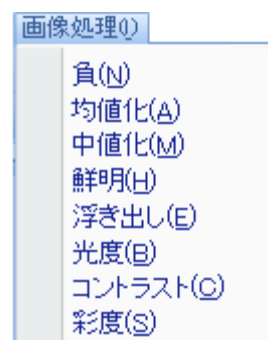 画像処理(I)
負(N)
均値化(A)
中値化(M)
鮮明(H)
浮き出し(E)
光度(B)
コントラスト(C)
彩度(S)